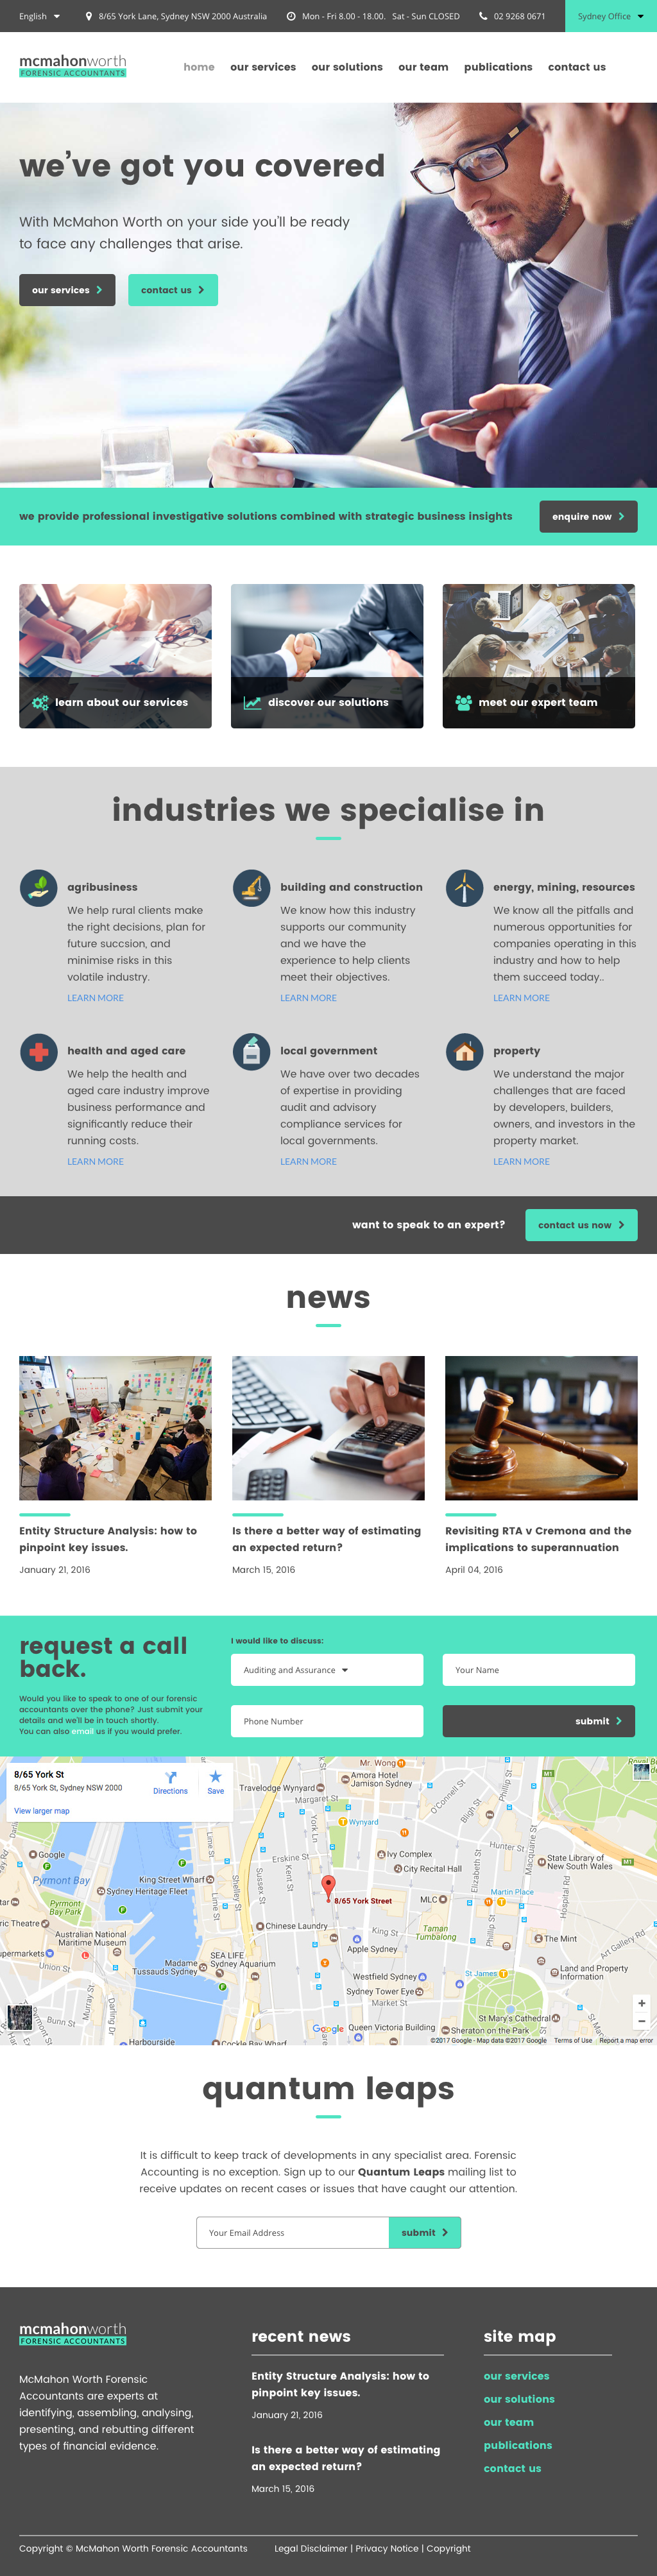 English
8/65 York Lane, Sydney NSW 2000 Australia
Mon - Fri 8.00 - 18.00. Sat - Sun CLOSED
02 9268 0671
Sydney Office
mcmahonworth
FORENSIC ACCOUNTANTS
home our services our solutions our team publications contact us
we've got you covered
With McMahon Worth on your side you'll be ready
to face any challenges that arise.
our services
contact us
we provide professional investigative solutions combined with strategic business insights
enquire now
learn about our services
discover our solutions
meet our expert team
industries we specialise in
agribusiness
We help rural clients make
the right decisions, plan for
future succsion, and
minimise risks in this
volatile industry.
LEARN MORE
building and construction
We know how this industry
supports our community
and we have the
experience to help clients
meet their objectives.
LEARN MORE
energy, mining, resources
We know all the pitfalls and
numerous opportunities for
companies operating in this
industry and how to help
them succeed today..
LEARN MORE
health and aged care
We help the health and
aged care industry improve
business performance and
significantly reduce their
running costs.
LEARN MORE
local government
We have over two decades
of expertise in providing
audit and advisory
compliance services for
local governments.
LEARN MORE
property
We understand the major
challenges that are faced
by developers, builders,
owners, and investors in the
property market.
LEARN MORE
want to speak to an expert?
contact us now
news
Entity Structure Analysis: how to
pinpoint key issues.
January 21, 2016
Is there a better way of estimating
an expected return?
March 15, 2016
Revisiting RTA v Cremona and the
implications to superannuation
April 04, 2016
request a call
back.
Would you like to speak to one of our forensic
accountants over the phone? Just submit your
details and we'll be in touch shortly.
You can also email us if you would prefer.
I would like to discuss:
Auditing and Assurance
Your Name
Phone Number
submit
8/65 York St
8/65 York St, Sydney NSW 2000
Directions
Save
View larger map
Mr. Wong
Amora Hotel
Jamison Sydney
Travelodge Wynyard
Margaret St
York Ln
Wynyard
O'Connell St
Bligh St
Phillip St
M1
Hunter St
Macquarie St
State Library of
New South Wales
M1
Google
Lime St
Erskine St
Ivy Complex
City Recital Hall
Pyrmont Bay
King Street Wharf
Sydney Heritage Fleet
Shelley St
Sussex St
Kent St
8/65 York Street
MLC
Elizabeth St
Martin Place
Hospital Rd
Pyrmont
Bay Park
Lime St
Chinese Laundry
King St
Taman
Tumbalong
Phillip St
The Mint
Art Gallery Rd
Australian National
Maritime Museum
Apple Sydney
Union St
SEA LIFE
Sydney Aquarium
Madame
Tussauds Sydney
Westfield Sydney
St James
Land and Property
Information
Sydney Tower Eye
Market St
Murray St
Darling Dr
Bunn St
Queen Victoria Building
St Mary's Cathedral
Sheraton on the Park
Harbourside
Cockle Bay Wharf
Google
©2017 Google - Map data ©2017 Google Terms of Use Report a map error
quantum leaps
It is difficult to keep track of developments in any specialist area. Forensic
Accounting is no exception. Sign up to our Quantum Leaps mailing list to
receive updates on recent cases or issues that have caught our attention.
Your Email Address
submit
mcmahonworth
FORENSIC ACCOUNTANTS
McMahon Worth Forensic
Accountants are experts at
identifying, assembling, analysing,
presenting, and rebutting different
types of financial evidence.
recent news
Entity Structure Analysis: how to
pinpoint key issues.
January 21, 2016
Is there a better way of estimating
an expected return?
March 15, 2016
site map
our services
our solutions
our team
publications
contact us
Copyright © McMahon Worth Forensic Accountants
Legal Disclaimer | Privacy Notice | Copyright